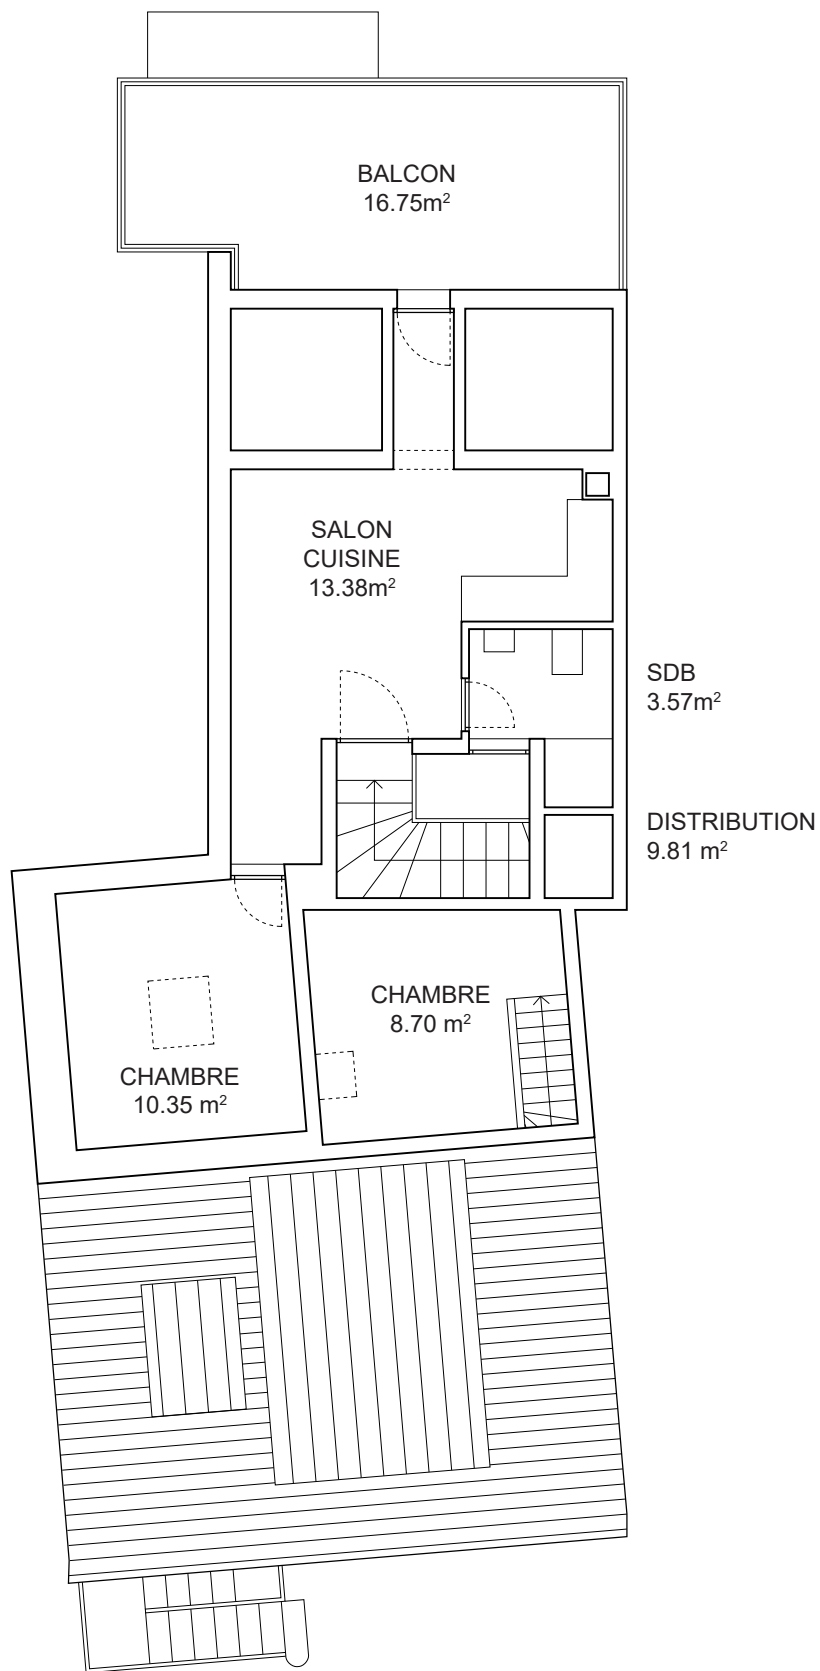 BALCON
16.75m²
SALON
CUISINE
13.38m²
SDB
3.57m²
DISTRIBUTION
9.81 m²
CHAMBRE
8.70 m²
CHAMBRE
10.35 m²